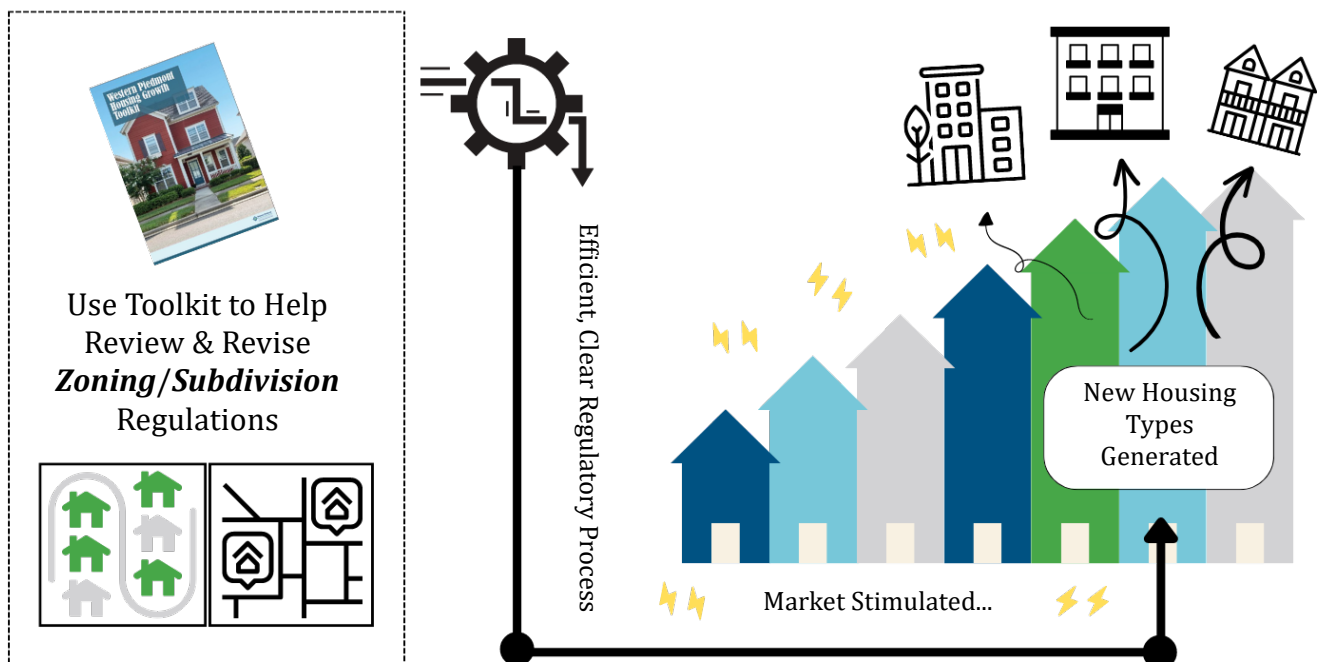 Western Piedmont
Housing Growth
Toolkit
Use Toolkit to Help
Review & Revise
Zoning/Subdivision
Regulations
Efficient, Clear Regulatory Process
New Housing
Types
Generated
Market Stimulated...